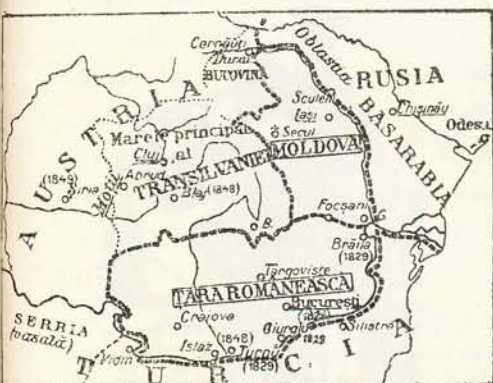 Cernăuți
BUCOVINA
Oblastia
BASARABIA
RUSIA
AUSTRIA
Sculeni
Iași
Chișinău
Odesa
Marele principat
al
TRANSILVANIEI
Secul
MOLDOVA
Cluj
Abrud
(1849)
Șiria
Moții
Blaj (1848)
B.
Focșani
G.
Brăila
(1829)
Târgoviște
ȚARA ROMÂNEASCĂ
București
Craiova
Giurgiu
1829
Silistra
SERBIA
(vasală)
Vidin
Islaz
(1848)
Turnu
(1829)
TURCIA